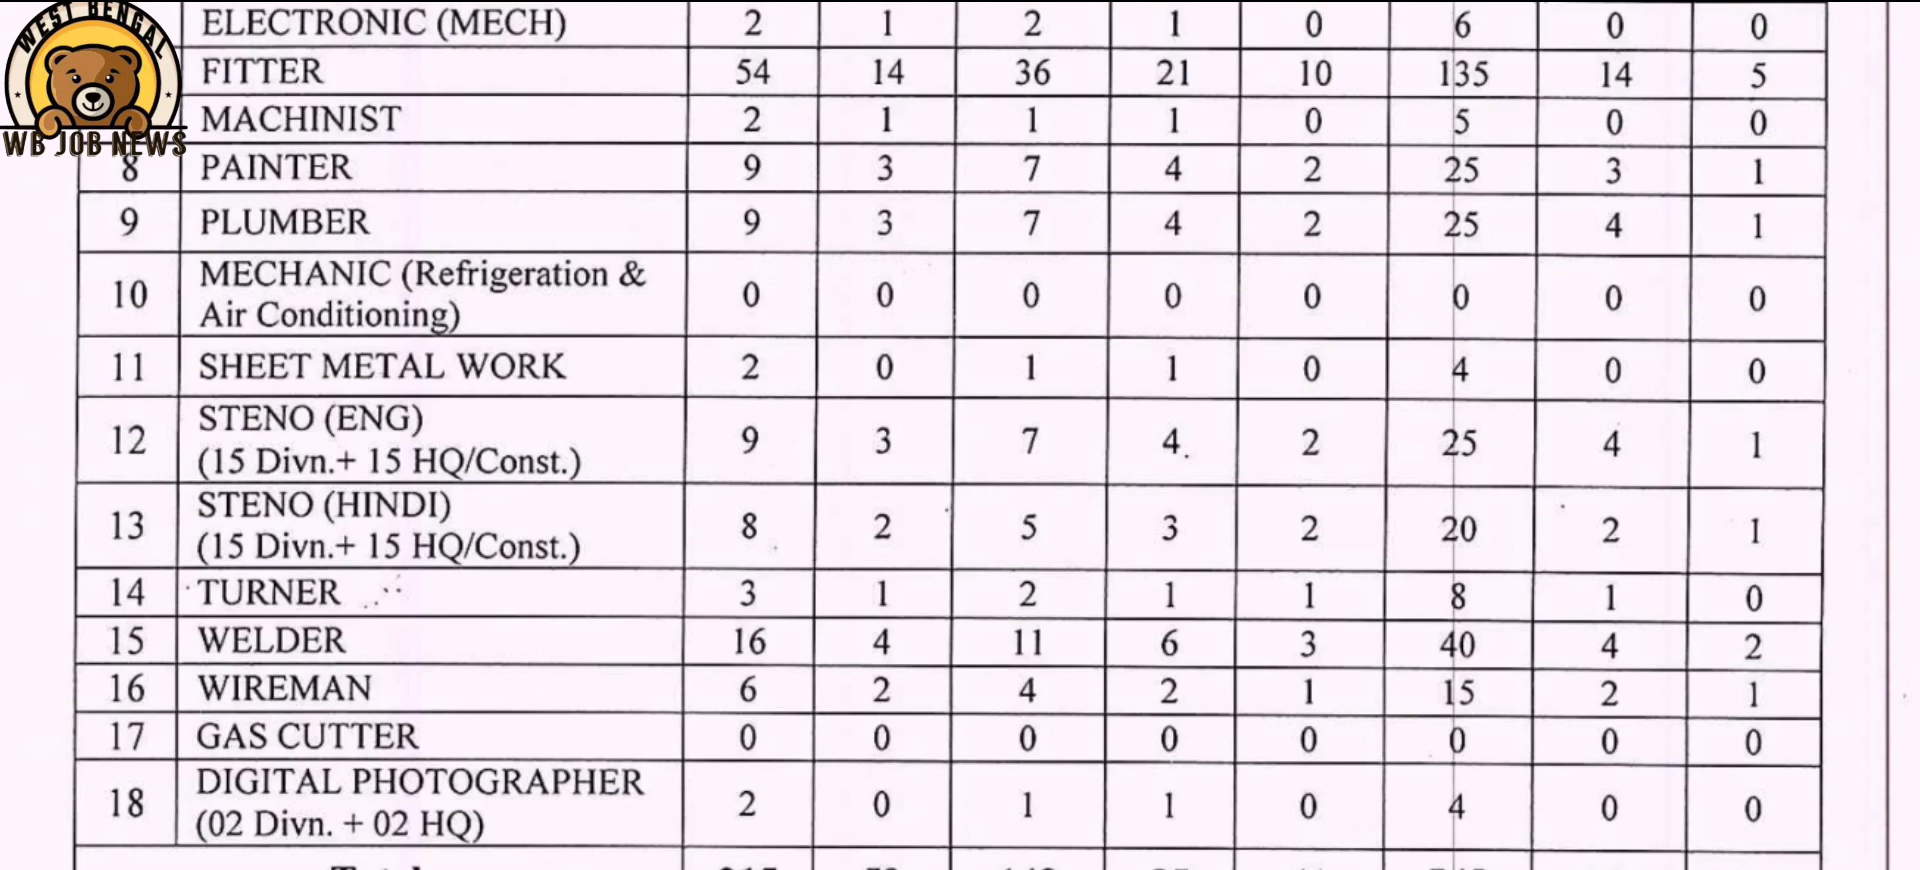 WEST BENGAL
WB JOB NEWS
ELECTRONIC (MECH) 2 1 2 1 0 6 0 0
FITTER 54 14 36 21 10 135 14 5
MACHINIST 2 1 1 1 0 5 0 0
8 PAINTER 9 3 7 4 2 25 3 1
9 PLUMBER 9 3 7 4 2 25 4 1
MECHANIC (Refrigeration &
10 0 0 0 0 0 0 0 0
Air Conditioning)
11 SHEET METAL WORK 2 0 1 1 0 4 0 0
STENO (ENG)
12 9 3 7 4. 2 25 4 1
(15 Divn.+ 15 HQ/Const.)
STENO (HINDI)
13 8 2 5 3 2 20 2 1
(15 Divn.+ 15 HQ/Const.)
14 TURNER 3 1 2 1 1 8 1 0
15 WELDER 16 4 11 6 3 40 4 2
16 WIREMAN 6 2 4 2 1 15 2 1
17 GAS CUTTER 0 0 0 0 0 0 0 0
DIGITAL PHOTOGRAPHER
18 2 0 1 1 0 4 0 0
(02 Divn. + 02 HQ)